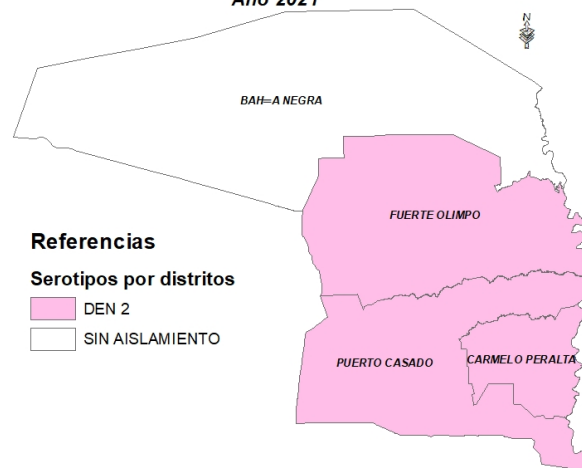 Año 2021
N
BAH=A NEGRA
FUERTE OLIMPO
Referencias
Serotipos por distritos
DEN 2
SIN AISLAMIENTO
PUERTO CASADO
CARMELO PERALTA